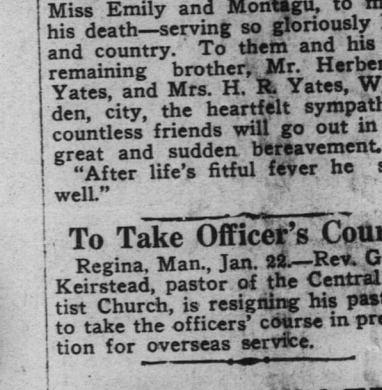 Miss Emily and Montagu, to
his death—serving so gloriously
and country. To them and his
remaining brother, Mr. Herber
Yates, and Mrs. H. R. Yates, W
den, city, the heartfelt sympath
countless friends will go out in
great and sudden bereavement.
"After life's fitful fever he s
well."
To Take Officer's Cour
Regina, Man., Jan. 22.—Rev. G
Keirstead, pastor of the Central
tist Church, is resigning his past
to take the officers' course in pre
tion for overseas service.